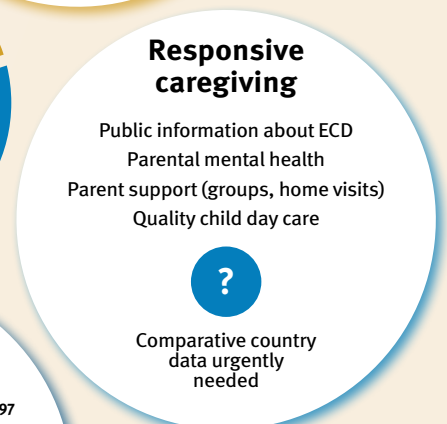 Responsive
caregiving
Public information about ECD
Parental mental health
Parent support (groups, home visits)
Quality child day care
?
Comparative country
data urgently
needed
97